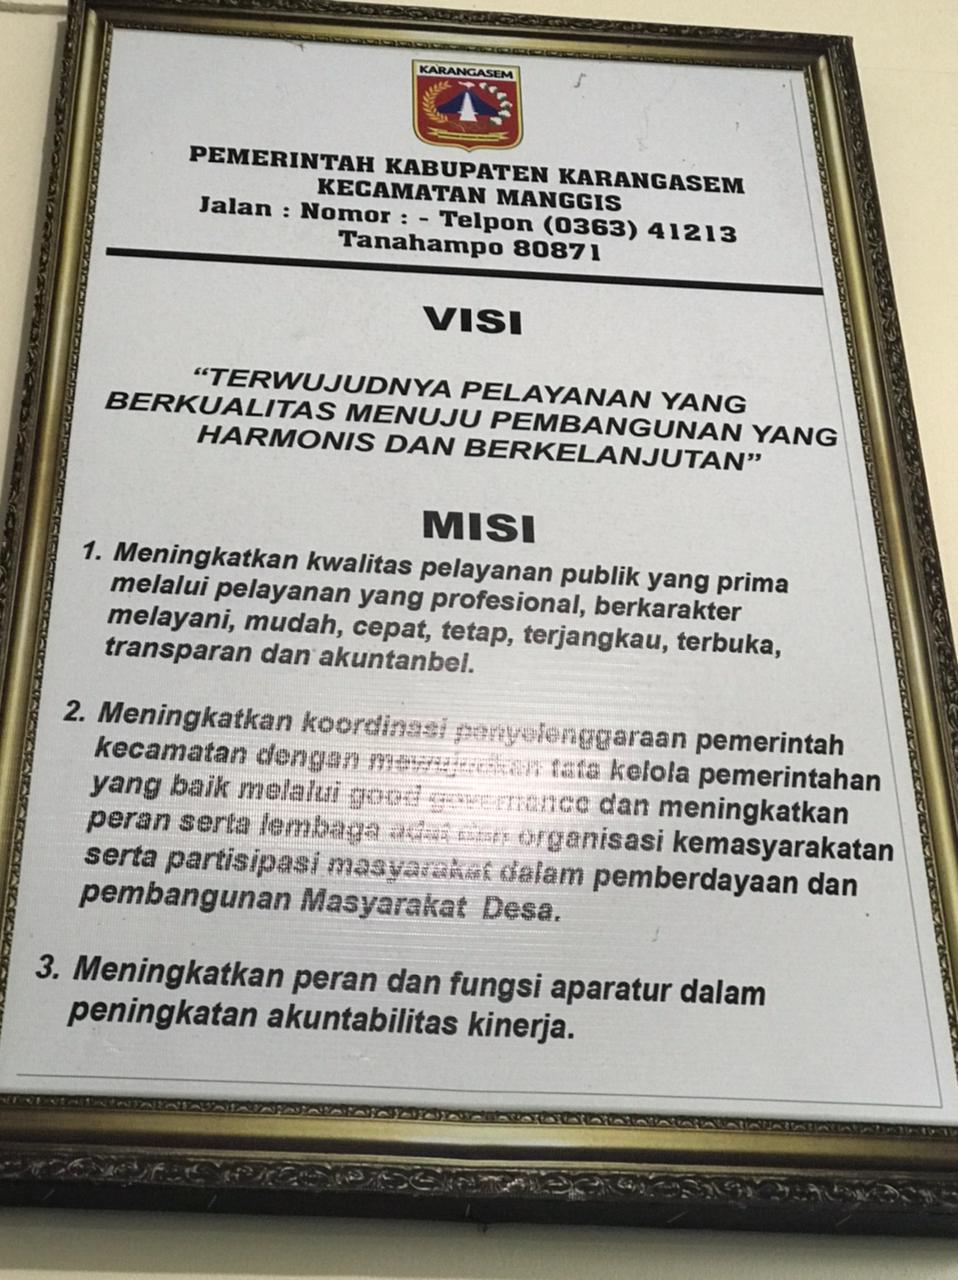 KARANGASEM
PEMERINTAH KABUPATEN KARANGASEM
KECAMATAN MANGGIS
Jalan : Nomor : - Telpon (0363) 41213
Tanahampo 80871
VISI
“TERWUJUDNYA PELAYANAN YANG
BERKUALITAS MENUJU PEMBANGUNAN YANG
HARMONIS DAN BERKELANJUTAN”
MISI
1. Meningkatkan kwalitas pelayanan publik yang prima
melalui pelayanan yang profesional, berkarakter
melayani, mudah, cepat, tetap, terjangkau, terbuka,
transparan dan akuntanbel.
2. Meningkatkan koordinasi penyelenggaraan pemerintah
kecamatan dengan mewujudkan tata kelola pemerintahan
yang baik melalui good governance dan meningkatkan
peran serta lembaga adat dan organisasi kemasyarakatan
serta partisipasi masyarakat dalam pemberdayaan dan
pembangunan Masyarakat Desa.
3. Meningkatkan peran dan fungsi aparatur dalam
peningkatan akuntabilitas kinerja.